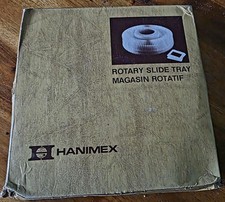 ROTARY SLIDE TRAY
MAGASIN ROTATIF
HANIMEX